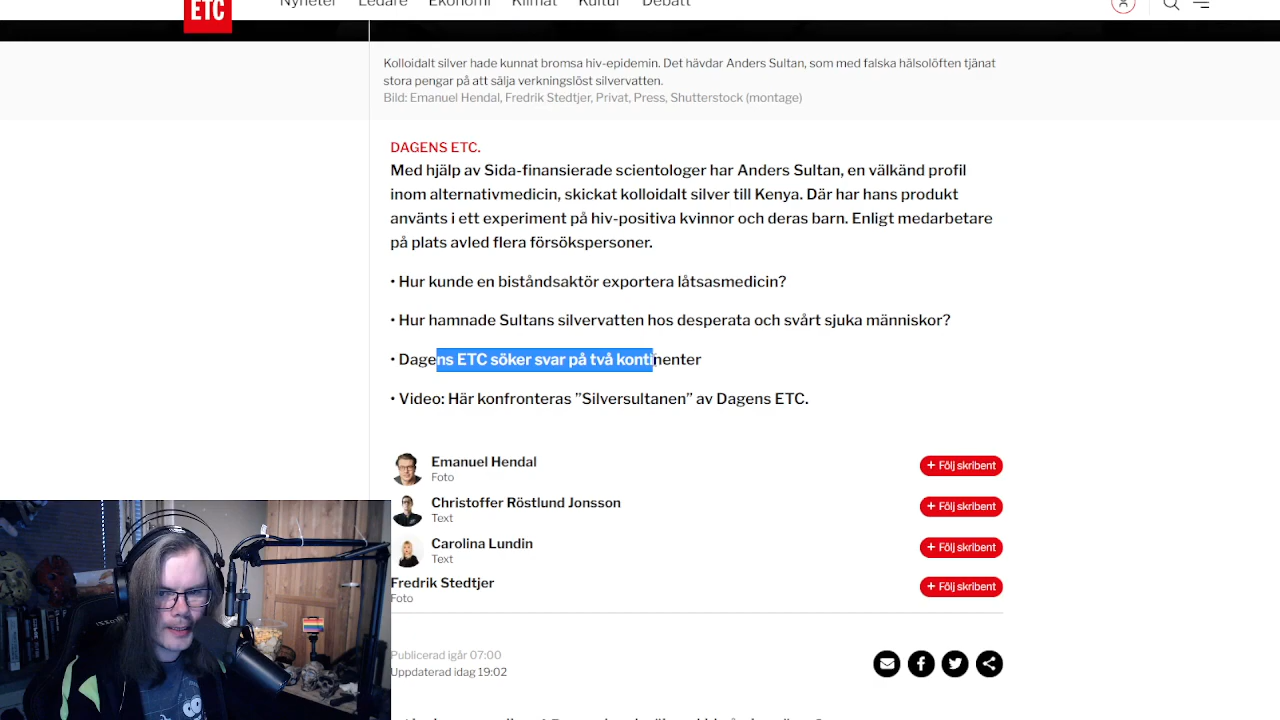 ETC
Nyheter Ledare Ekonomi Klimat Kultur Debatt
Kolloidalt silver hade kunnat bromsa hiv-epidemin. Det hävdar Anders Sultan, som med falska hälsolöften tjänat
stora pengar på att sälja verkningslöst silvervatten.
Bild: Emanuel Hendal, Fredrik Stedtjer, Privat, Press, Shutterstock (montage)
DAGENS ETC.
Med hjälp av Sida-finansierade scientologer har Anders Sultan, en välkänd profil
inom alternativmedicin, skickat kolloidalt silver till Kenya. Där har hans produkt
använts i ett experiment på hiv-positiva kvinnor och deras barn. Enligt medarbetare
på plats avled flera försökspersoner.
• Hur kunde en biståndsaktör exportera låtsasmedicin?
• Hur hamnade Sultans silvervatten hos desperata och svårt sjuka människor?
• Dagens ETC söker svar på två kontinenter
• Video: Här konfronteras ”Silversultanen” av Dagens ETC.
Emanuel Hendal
Foto
+ Följ skribent
Christoffer Röstlund Jonsson
Text
+ Följ skribent
Carolina Lundin
Text
+ Följ skribent
Fredrik Stedtjer
Foto
+ Följ skribent
Publicerad igår 07:00
Uppdaterad idag 19:02